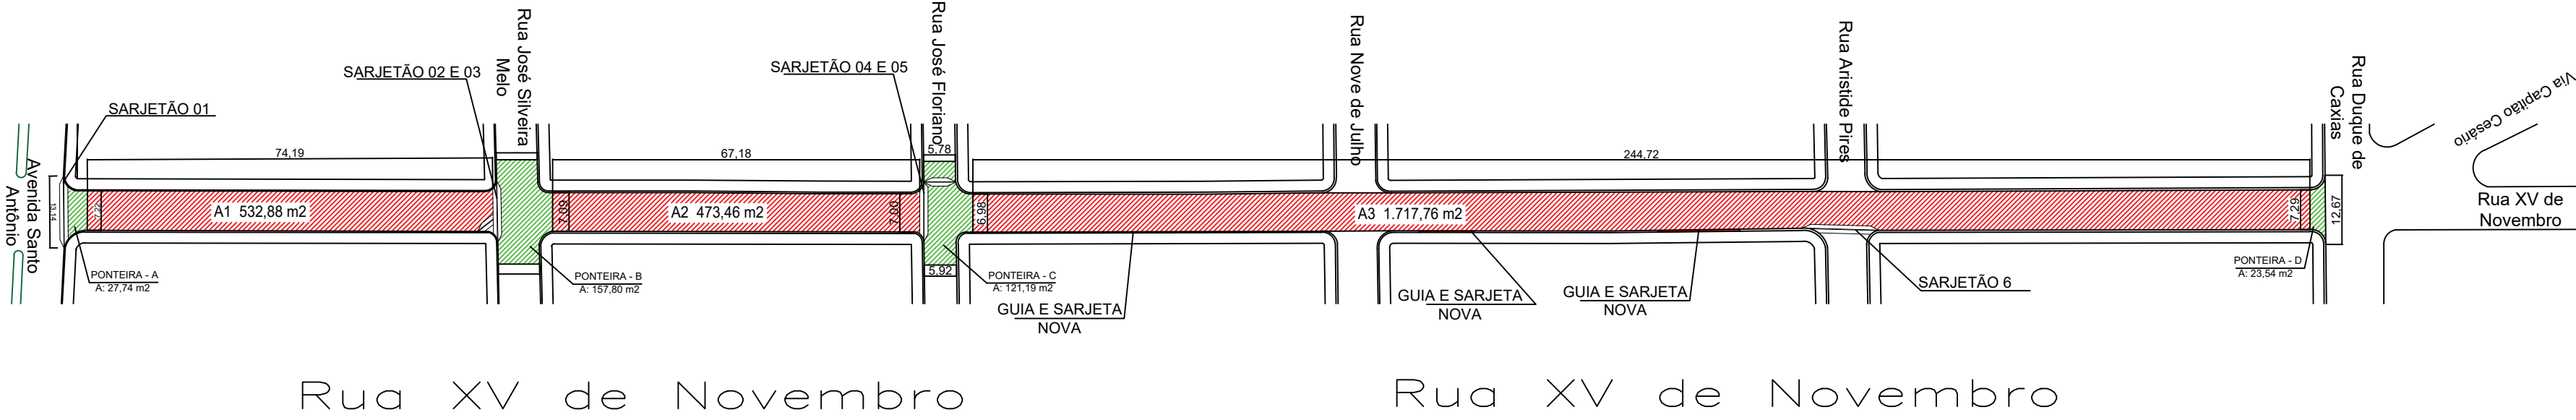 Rua José Silveira
Melo
Rua José Floriano
Rua Nove de Julho
Rua Aristide Pires
Rua Duque de
Caxias
Via Capitão Cesário
SARJETÃO 01
SARJETÃO 02 E 03
SARJETÃO 04 E 05
74,19
67,18
5,78
244,72
Avenida Santo
Antônio
13,14
A1 532,88 m2
7,09
A2 473,46 m2
7,00
6,98
A3 1.717,76 m2
7,29
12,67
Rua XV de
Novembro
PONTEIRA - A
A: 27,74 m2
PONTEIRA - B
A: 157,80 m2
5,92
PONTEIRA - C
A: 121,19 m2
GUIA E SARJETA
NOVA
GUIA E SARJETA
NOVA
GUIA E SARJETA
NOVA
SARJETÃO 6
PONTEIRA - D
A: 23,54 m2
Rua XV de Novembro
Rua XV de Novembro